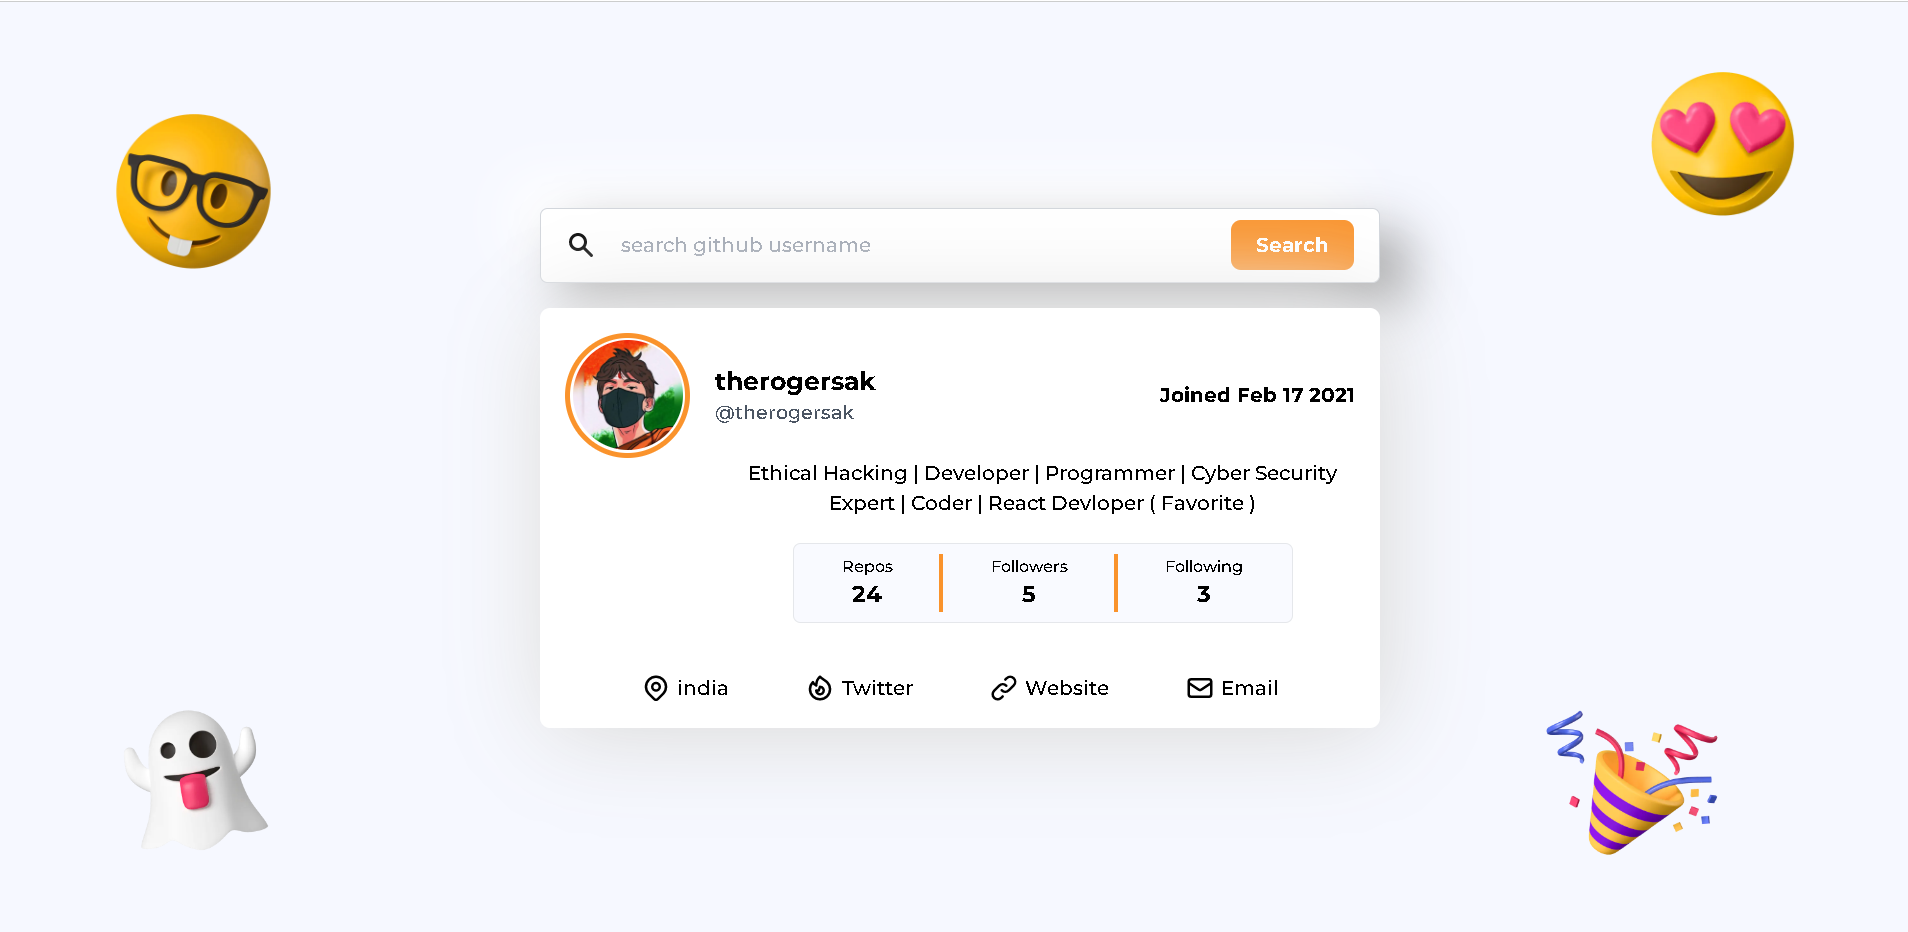 search github username
Search
therogersak
@therogersak
Joined Feb 17 2021
Ethical Hacking | Developer | Programmer | Cyber Security
Expert | Coder | React Devloper ( Favorite )
Repos
24
Followers
5
Following
3
india
Twitter
Website
Email